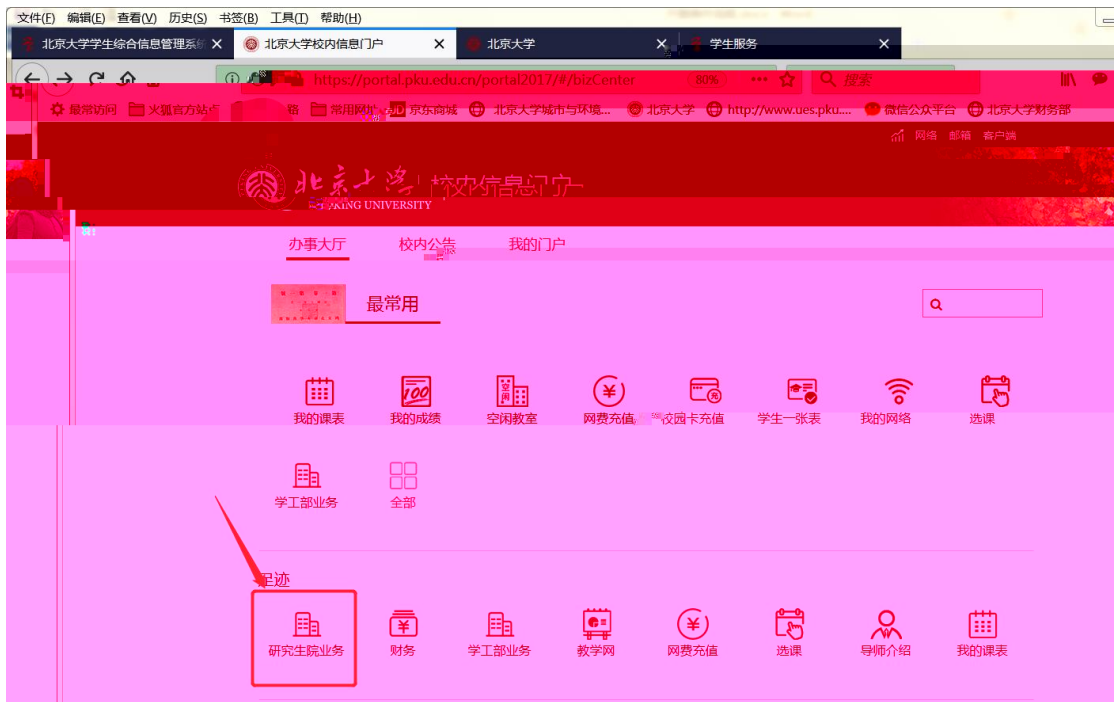 文件(F) 编辑(E) 查看(V) 历史(S) 书签(B) 工具(T) 帮助(H)
北京大学学生综合信息管理系统 北京大学校内信息门户 北京大学 学生服务
https://portal.pku.edu.cn/portal2017/#/bizCenter 80% 搜索
最常访问 火狐官方站点 常用网址 JD 京东商城 北京大学城市与环境... 北京大学 http://www.ues.pku.... 微信公众平台 北京大学财务部
网络 邮箱 客户端
北京大学 校内信息门户
PEKING UNIVERSITY
办事大厅 校内公告 我的门户
最常用
我的课表 我的成绩 空闲教室 网费充值 校园卡充值 学生一张表 我的网络 选课
学工部业务 全部
足迹
研究生院业务 财务 学工部业务 教学网 网费充值 选课 导师介绍 我的课表